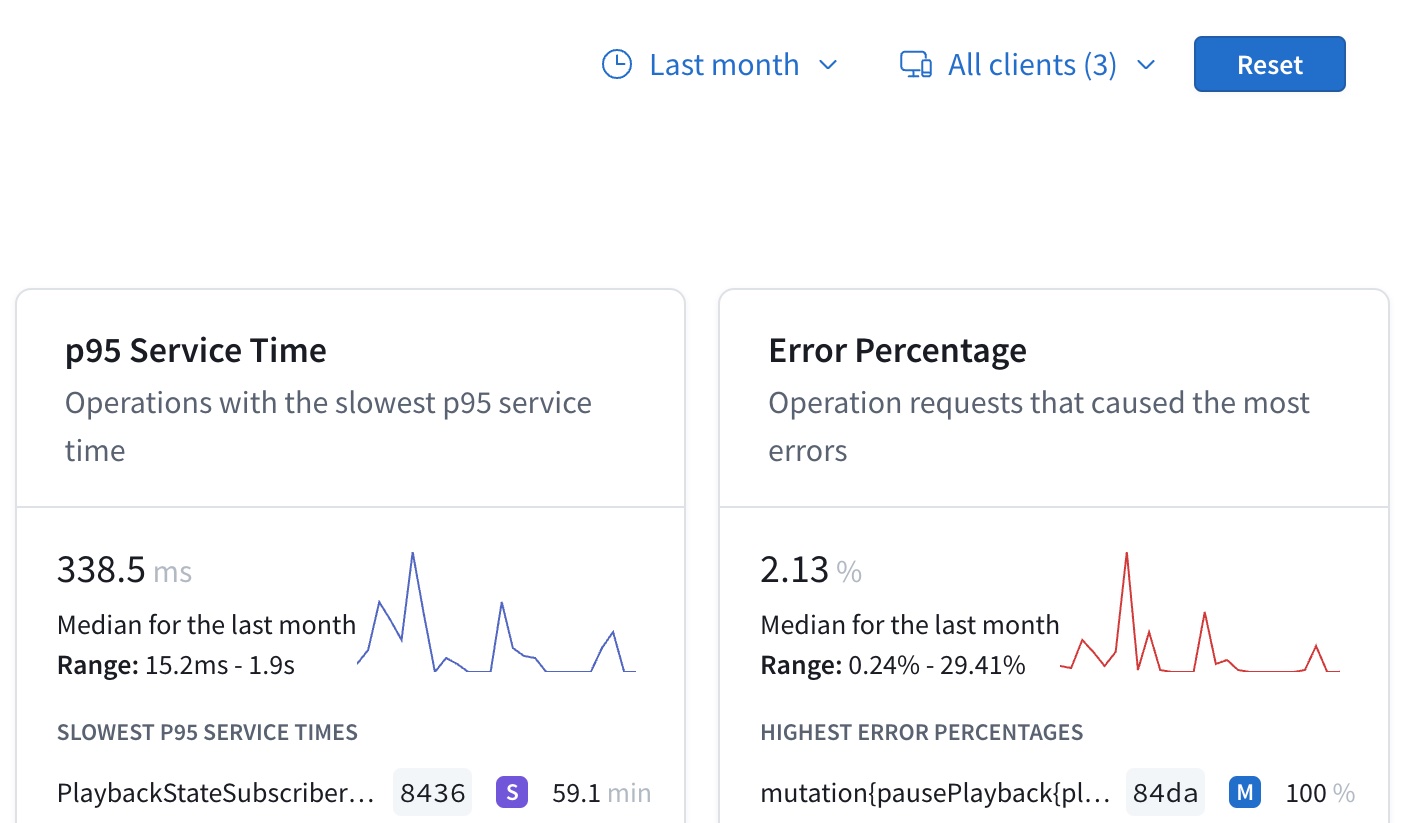 Last month All clients (3) Reset
p95 Service Time
Operations with the slowest p95 service
time
338.5 ms
Median for the last month
Range: 15.2ms - 1.9s
SLOWEST P95 SERVICE TIMES
PlaybackStateSubscriber... 8436 S 59.1 min
Error Percentage
Operation requests that caused the most
errors
2.13 %
Median for the last month
Range: 0.24% - 29.41%
HIGHEST ERROR PERCENTAGES
mutation{pausePlayback{pl... 84da M 100 %